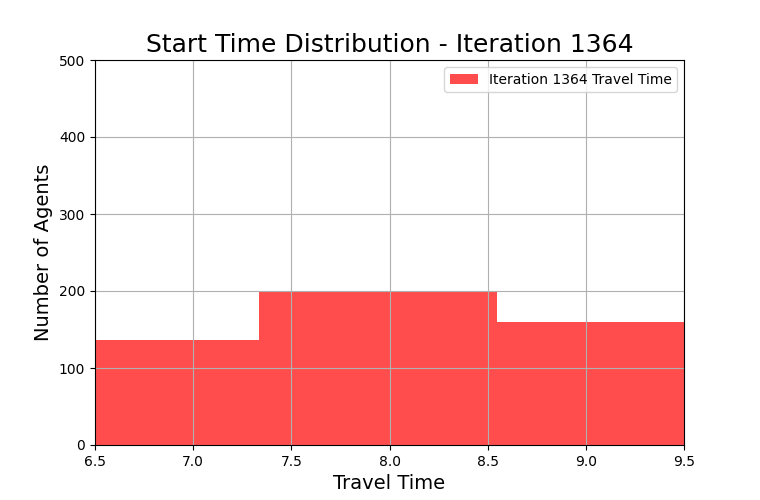 Start Time Distribution - Iteration 1364
Iteration 1364 Travel Time
Number of Agents
500
400
300
200
100
0
6.5 7.0 7.5 8.0 8.5 9.0 9.5
Travel Time